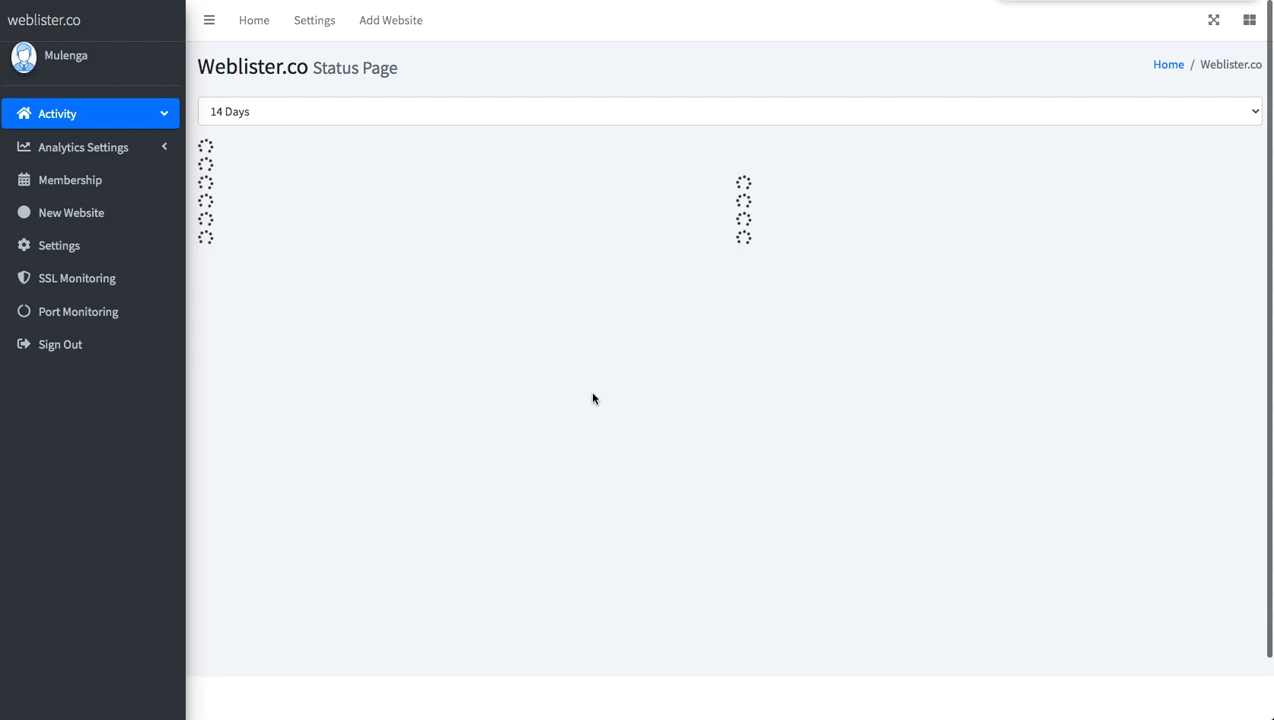 weblister.co
Home Settings Add Website
Mulenga
Weblister.co Status Page
Home / Weblister.co
14 Days
Activity
Analytics Settings
Membership
New Website
Settings
SSL Monitoring
Port Monitoring
Sign Out